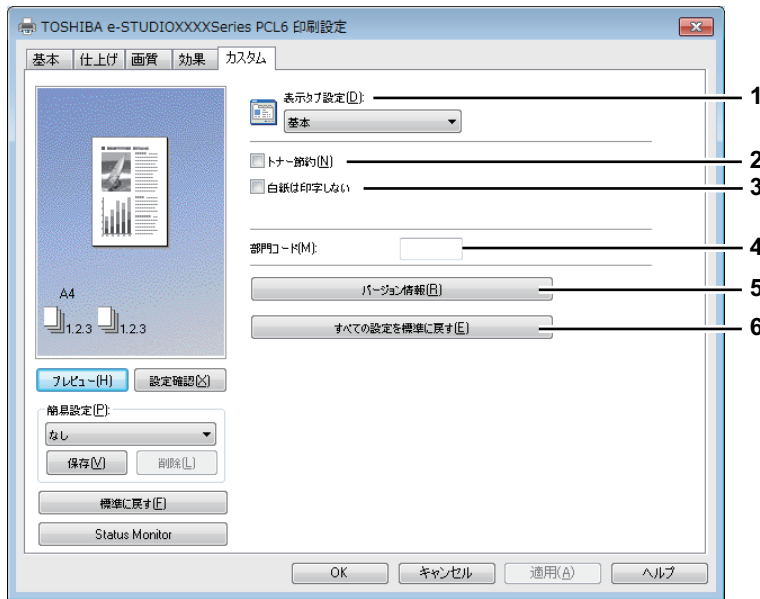 TOSHIBA e-STUDIOXXXXSeries PCL6 印刷設定
基本 仕上げ 画質 効果 カスタム
表示タブ設定(D): 1
基本
トナー節約(N) 2
白紙は印字しない 3
部門コード(M): 4
バージョン情報(R) 5
すべての設定を標準に戻す(E) 6
A4
1.2.3 1.2.3
プレビュー(H) 設定確認(X)
簡易設定(P):
なし
保存(V) 削除(L)
標準に戻す(F)
Status Monitor
OK キャンセル 適用(A) ヘルプ